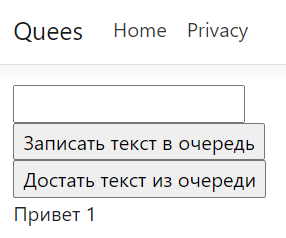 Quees Home Privacy
Записать текст в очередь
Достать текст из очереди
Привет 1